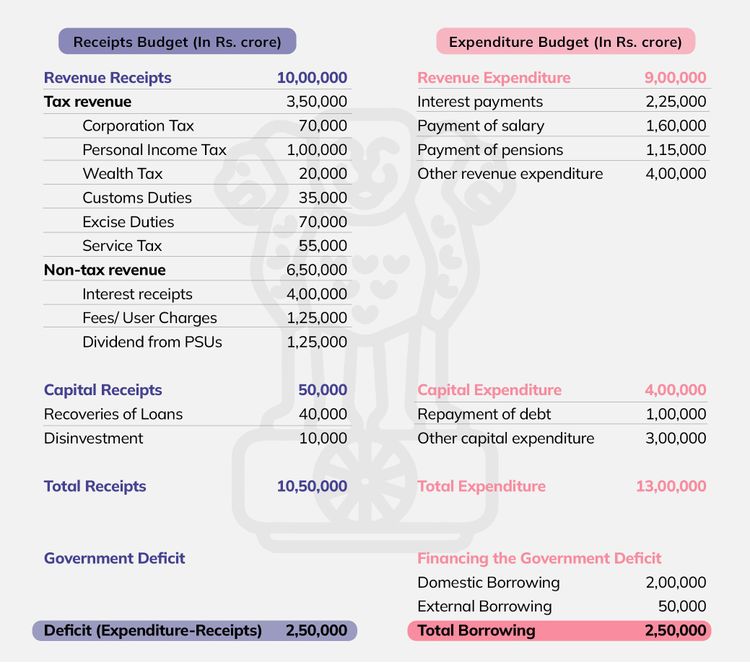 Receipts Budget (In Rs. crore)
Revenue Receipts 10,00,000
Tax revenue 3,50,000
Corporation Tax 70,000
Personal Income Tax 1,00,000
Wealth Tax 20,000
Customs Duties 35,000
Excise Duties 70,000
Service Tax 55,000
Non-tax revenue 6,50,000
Interest receipts 4,00,000
Fees/ User Charges 1,25,000
Dividend from PSUs 1,25,000
Capital Receipts 50,000
Recoveries of Loans 40,000
Disinvestment 10,000
Total Receipts 10,50,000
Government Deficit
Deficit (Expenditure-Receipts) 2,50,000
Expenditure Budget (In Rs. crore)
Revenue Expenditure 9,00,000
Interest payments 2,25,000
Payment of salary 1,60,000
Payment of pensions 1,15,000
Other revenue expenditure 4,00,000
Capital Expenditure 4,00,000
Repayment of debt 1,00,000
Other capital expenditure 3,00,000
Total Expenditure 13,00,000
Financing the Government Deficit
Domestic Borrowing 2,00,000
External Borrowing 50,000
Total Borrowing 2,50,000